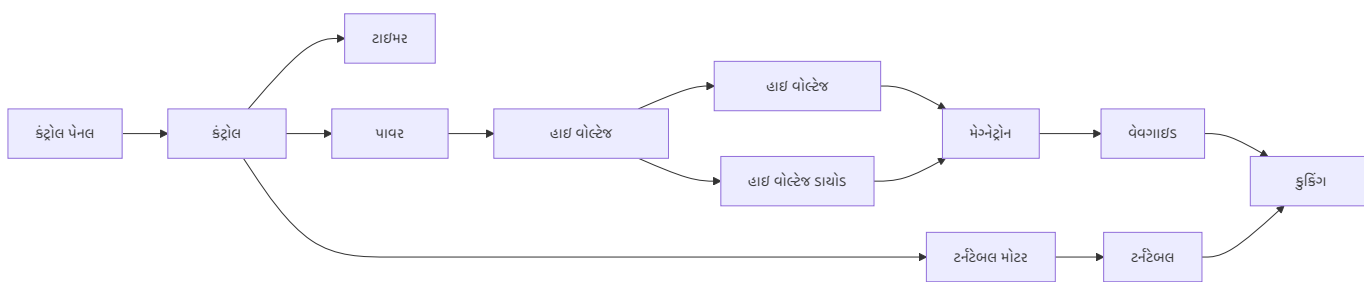 ટાઇમર
કંટ્રોલ પેનલ
કંટ્રોલ
પાવર
હાઇ વોલ્ટેજ
હાઇ વોલ્ટેજ
હાઇ વોલ્ટેજ ડાયોડ
મેગ્નેટ્રોન
વેવગાઇડ
કુકિંગ
ટર્નટેબલ મોટર
ટર્નટેબલ